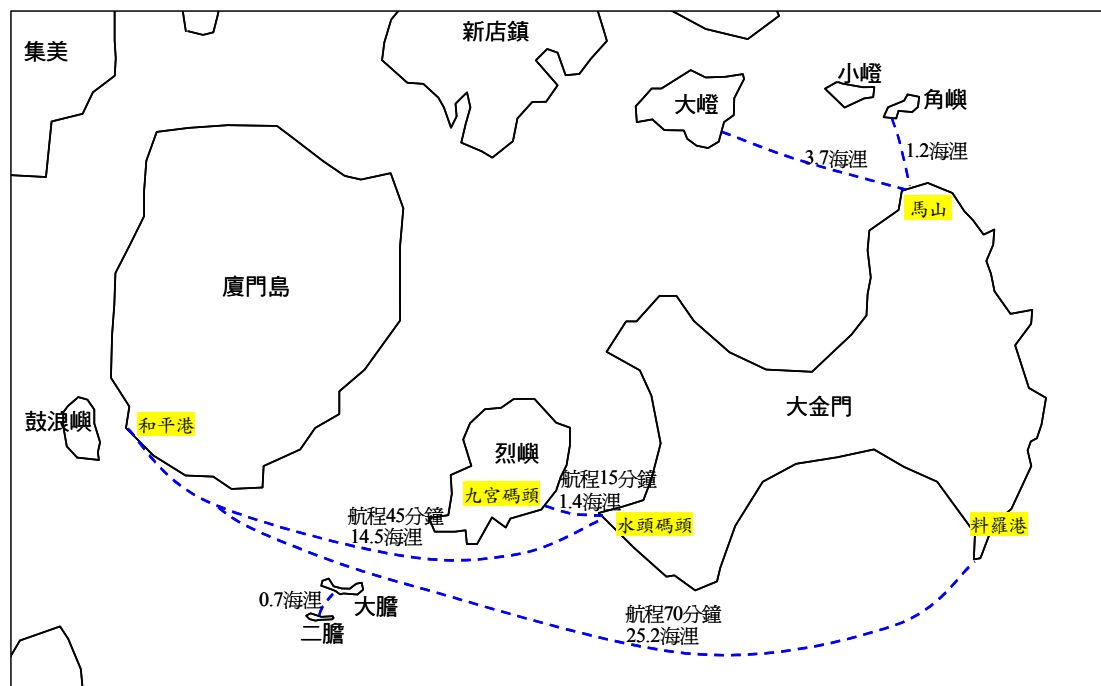 新店鎮
集美
小嶝
大嶝
角嶼
3.7海浬
1.2海浬
馬山
廈門島
大金門
鼓浪嶼
和平港
烈嶼
航程15分鐘
1.4海浬
九宮碼頭
航程45分鐘
14.5海浬
水頭碼頭
料羅港
0.7海浬
大膽
二膽
航程70分鐘
25.2海浬